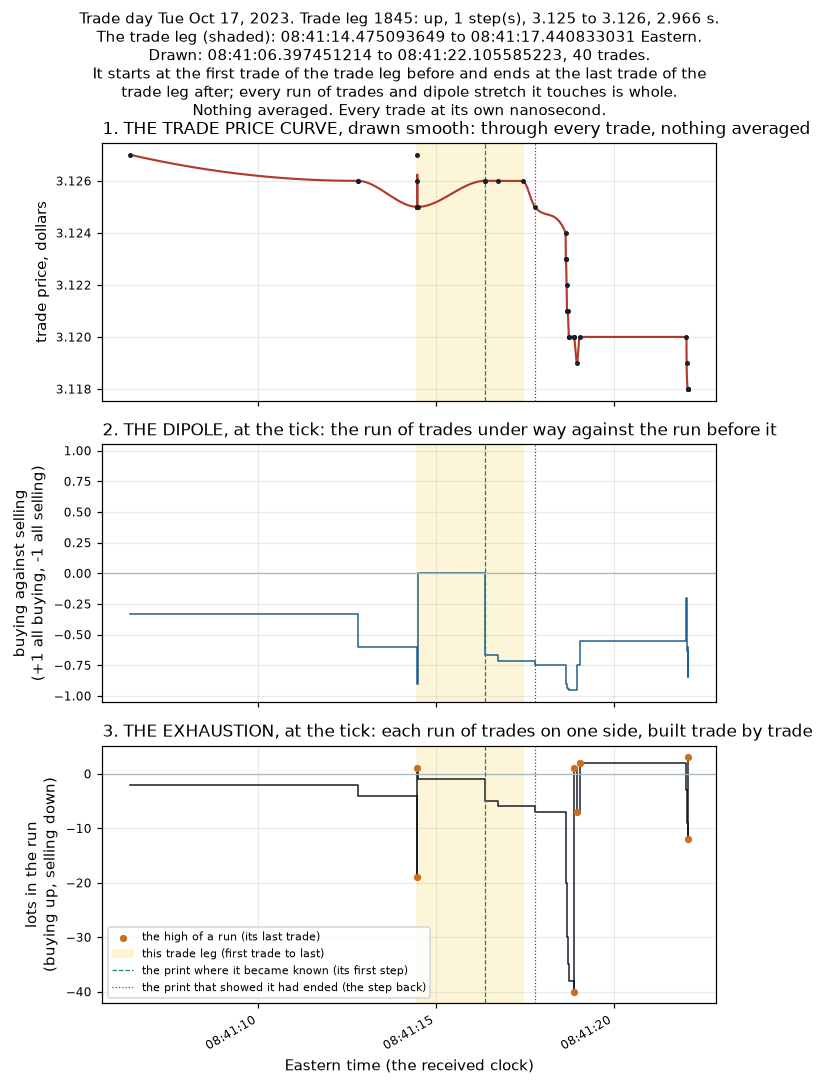 Trade day Tue Oct 17, 2023. Trade leg 1845: up, 1 step(s), 3.125 to 3.126, 2.966 s.
The trade leg (shaded): 08:41:14.475093649 to 08:41:17.440833031 Eastern.
Drawn: 08:41:06.397451214 to 08:41:22.105585223, 40 trades.
It starts at the first trade of the trade leg before and ends at the last trade of the
trade leg after; every run of trades and dipole stretch it touches is whole.
Nothing averaged. Every trade at its own nanosecond.
1. THE TRADE PRICE CURVE, drawn smooth: through every trade, nothing averaged
trade price, dollars
3.126
3.124
3.122
3.120
3.118
2. THE DIPOLE, at the tick: the run of trades under way against the run before it
buying against selling
(+1 all buying, -1 all selling)
1.00
0.75
0.50
0.25
0.00
−0.25
−0.50
−0.75
−1.00
3. THE EXHAUSTION, at the tick: each run of trades on one side, built trade by trade
lots in the run
(buying up, selling down)
0
−10
−20
−30
−40
the high of a run (its last trade)
this trade leg (first trade to last)
the print where it became known (its first step)
the print that showed it had ended (the step back)
08:41:10
08:41:15
08:41:20
Eastern time (the received clock)